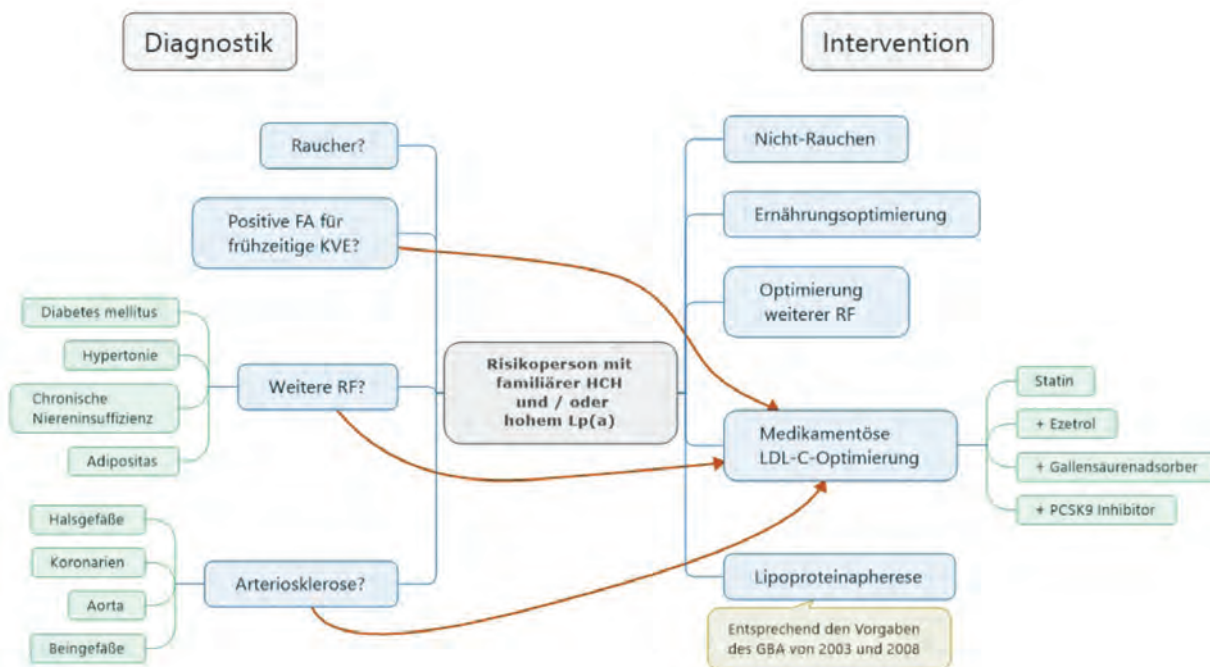 Diagnostik
Intervention
Raucher?
Positive FA für
frühzeitige KVE?
Diabetes mellitus
Hypertonie
Chronische
Niereninsuffizienz
Adipositas
Weitere RF?
Halsgefäße
Koronarien
Aorta
Beingefäße
Arteriosklerose?
Risikoperson mit
familiärer HCH
und / oder
hohem Lp(a)
Nicht-Rauchen
Ernährungsoptimierung
Optimierung
weiterer RF
Medikamentöse
LDL-C-Optimierung
Statin
+ Ezetrol
+ Gallensäurenadsorber
+ PCSK9 Inhibitor
Lipoproteinapherese
Entsprechend den Vorgaben
des GBA von 2003 und 2008